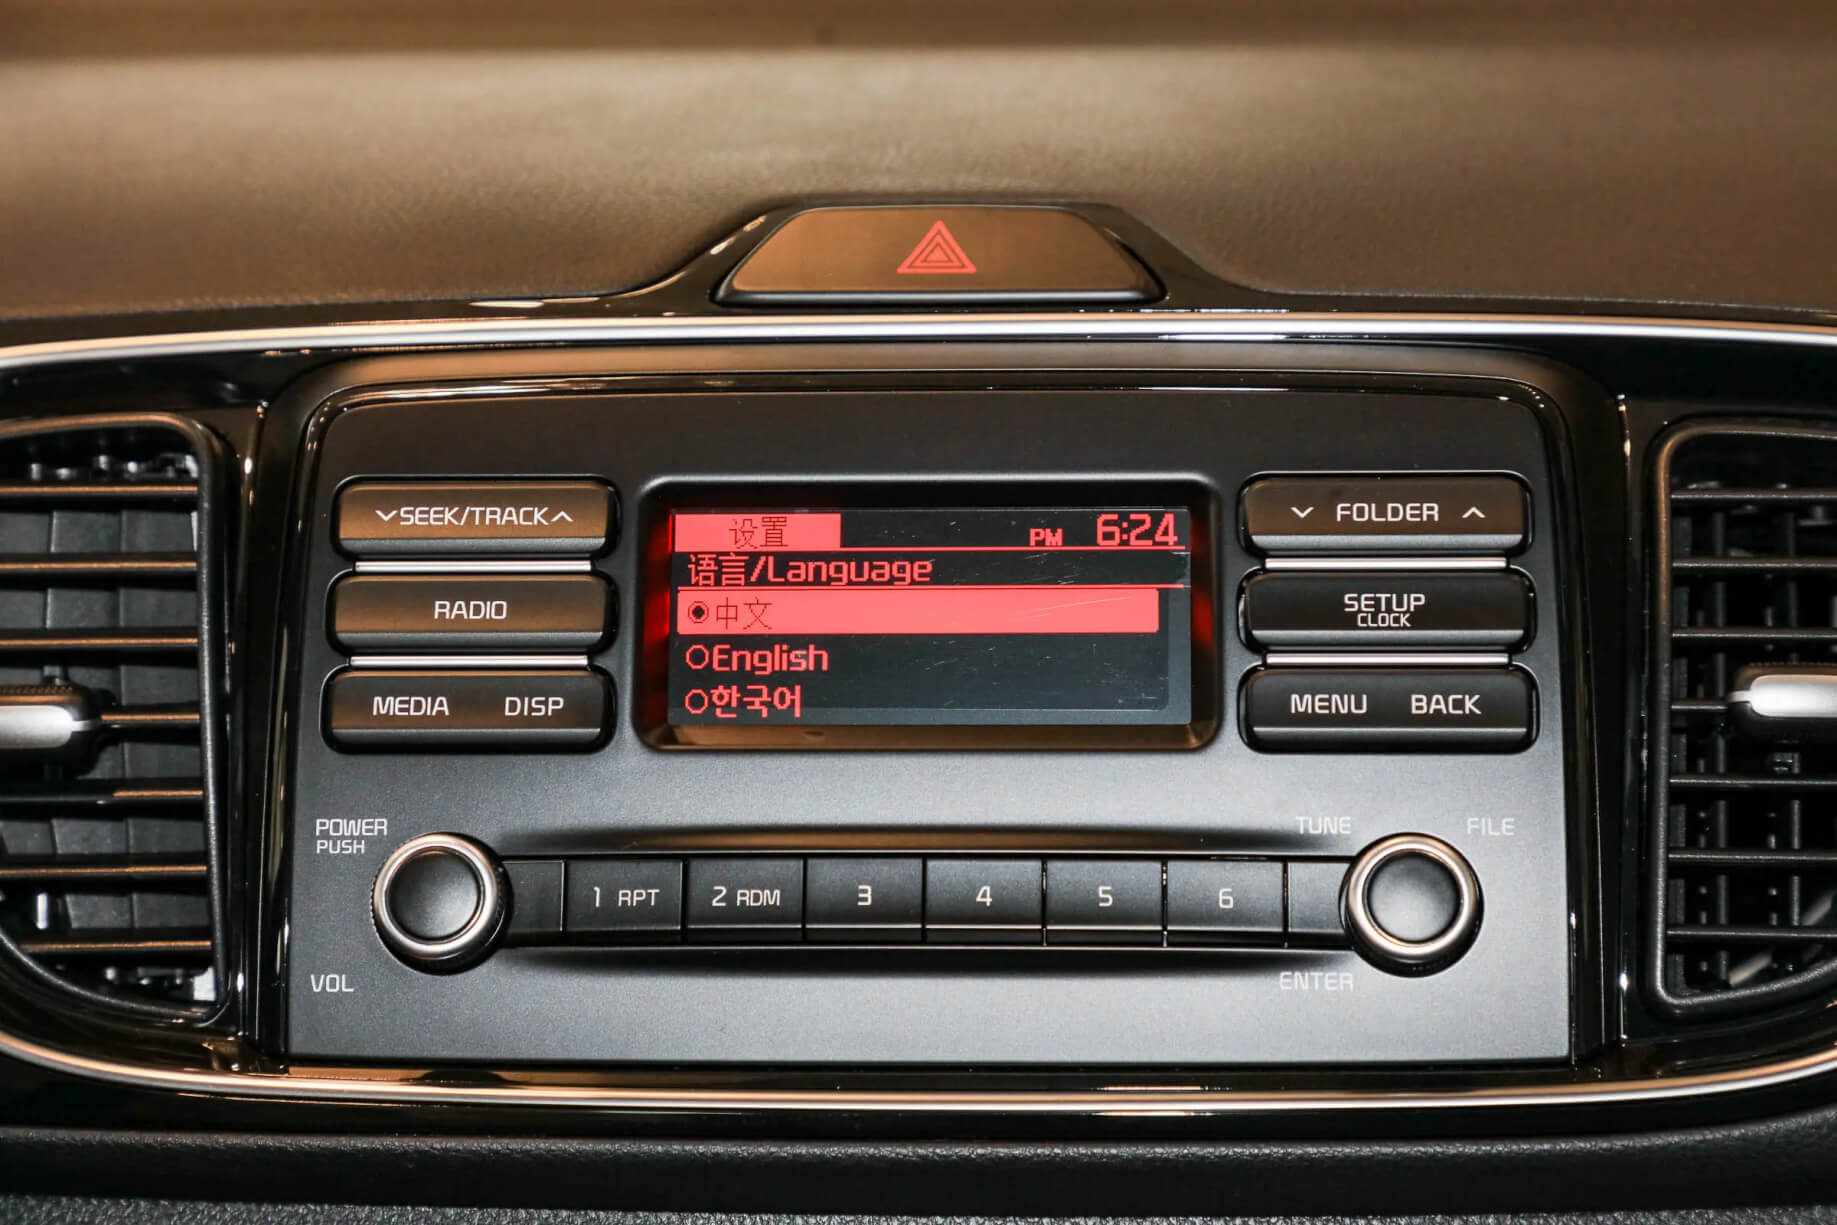 ∨SEEK/TRACK∧
RADIO
MEDIA DISP
设置 PM 6:24
语言/Language
中文
English
한국어
∨ FOLDER ∧
SETUP
CLOCK
MENU BACK
POWER
PUSH
VOL
1 RPT 2 RDM 3 4 5 6
TUNE FILE
ENTER